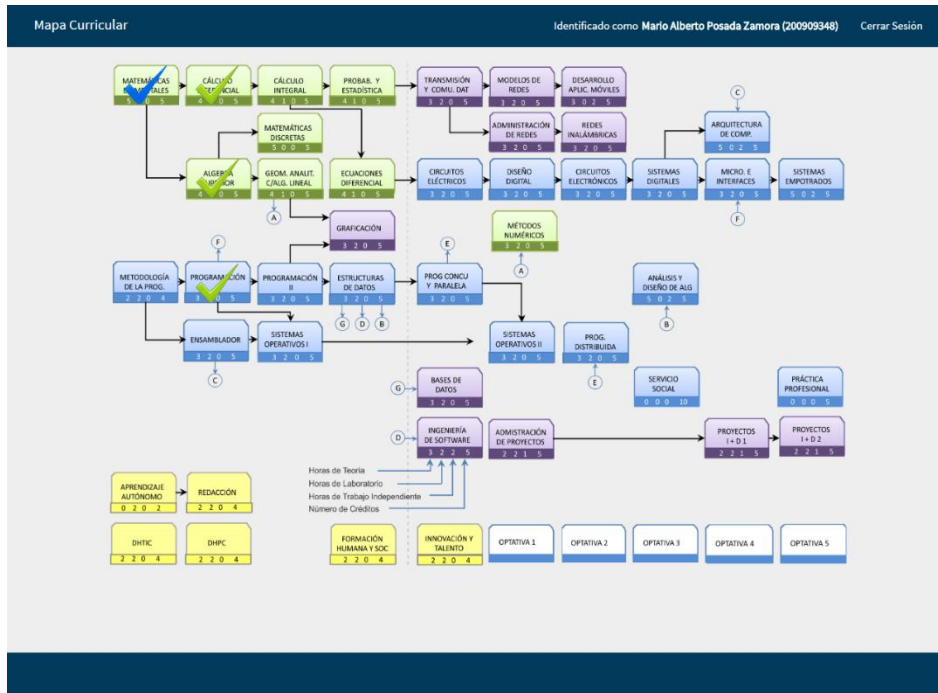 Mapa Curricular
Identificado como Mario Alberto Posada Zamora (200909348)
Cerrar Sesión
CÁLCULO
INTEGRAL
4 1 0 5
PROBAB. Y
ESTADÍSTICA
4 1 0 5
TRANSMISIÓN
Y COMU. DAT
3 2 0 5
MODELOS DE
REDES
3 2 0 5
DESARROLLO
APLIC. MÓVILES
3 0 2 5
C
MATEMÁTICAS
DISCRETAS
5 0 0 5
ADMINISTRACIÓN
DE REDES
3 2 0 5
REDES
INALÁMBRICAS
3 2 0 5
ARQUITECTURA
DE COMP.
5 0 2 5
GEOM. ANALIT.
C/ALG. LINEAL
4 1 0 5
ECUACIONES
DIFERENCIAL
4 1 0 5
CIRCUITOS
ELÉCTRICOS
3 2 0 5
DISEÑO
DIGITAL
3 2 0 5
CIRCUITOS
ELECTRÓNICOS
3 2 0 5
SISTEMAS
DIGITALES
3 2 0 5
MICRO. E
INTERFACES
3 2 0 5
SISTEMAS
EMPOTRADOS
5 0 2 5
A
F
GRAFICACIÓN
3 2 0 5
MÉTODOS
NUMÉRICOS
3 2 0 5
F
E
A
METODOLOGÍA
DE LA PROG.
2 2 0 4
PROGRAMACIÓN
PROGRAMACIÓN
II
3 2 0 5
ESTRUCTURAS
DE DATOS
3 2 0 5
PROG CONCU
Y PARALELA
3 2 0 5
ANÁLISIS Y
DISEÑO DE ALG
5 0 2 5
G
D
B
B
ENSAMBLADOR
3 2 0 5
SISTEMAS
OPERATIVOS I
3 2 0 5
SISTEMAS
OPERATIVOS II
3 2 0 5
PROG.
DISTRIBUIDA
3 2 0 5
C
E
G
BASES DE
DATOS
3 2 0 5
SERVICIO
SOCIAL
0 0 0 10
PRÁCTICA
PROFESIONAL
0 0 0 5
D
INGENIERÍA
DE SOFTWARE
3 2 2 5
ADMISTRACIÓN
DE PROYECTOS
2 2 1 5
PROYECTOS
I + D 1
2 2 1 5
PROYECTOS
I + D 2
2 2 1 5
Horas de Teoría
Horas de Laboratorio
Horas de Trabajo Independiente
Número de Créditos
APRENDIZAJE
AUTÓNOMO
0 2 0 2
REDACCIÓN
2 2 0 4
DHTIC
2 2 0 4
DHPC
2 2 0 4
FORMACIÓN
HUMANA Y SOC
2 2 0 4
INNOVACIÓN Y
TALENTO
2 2 0 4
OPTATIVA 1
OPTATIVA 2
OPTATIVA 3
OPTATIVA 4
OPTATIVA 5